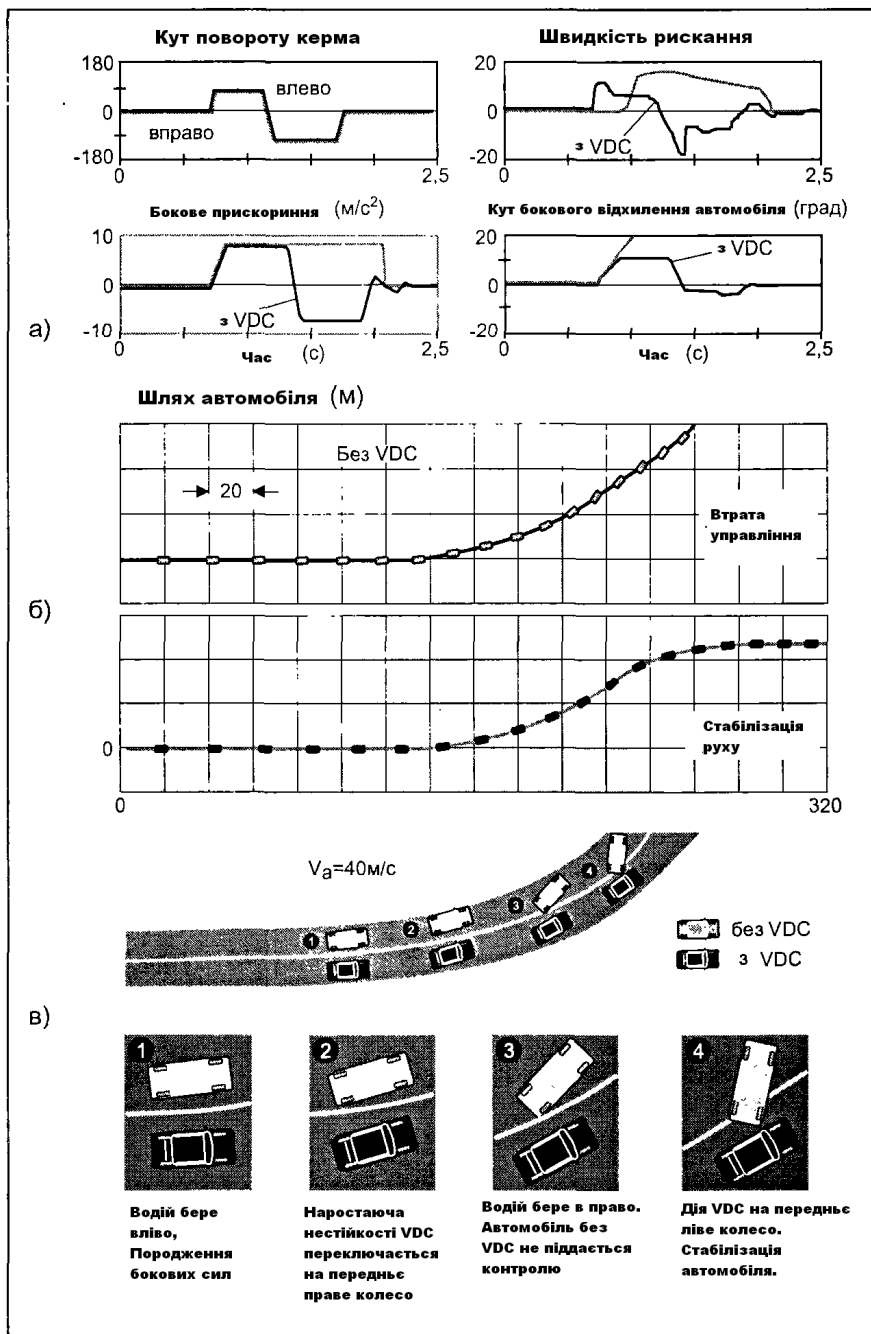 Кут повороту керма
180
0
-180
влево
вправо
0
2,5
Швидкість рискання
20
0
-20
з VDC
0
2,5
Бокове прискориння (м/с²)
10
0
-10
з VDC
0
2,5
Час (с)
Кут бокового відхилення автомобіля (град)
20
0
-20
з VDC
0
2,5
Час (с)
а)
Шлях автомобіля (м)
Без VDC
20
Втрата
управління
б)
0
Стабілізація
руху
0
320
Va=40м/с
1
2
3
4
без VDC
з VDC
в)
1
2
3
4
Водій бере
вліво,
Породження
бокових сил
Наростаюча
нестійкості VDC
переключається
на переднье
праве колесо
Водій бере в право.
Автомобіль без
VDC не піддається
контролю
Дія VDC на переднье
ліве колесо.
Стабілізація
автомобіля.